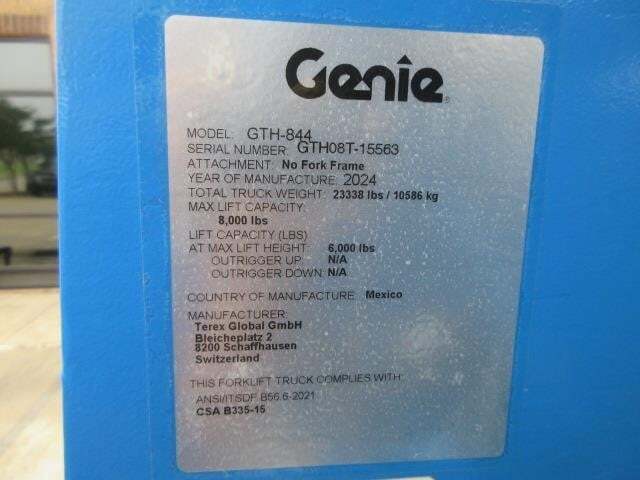 Genie
MODEL: GTH-844
SERIAL NUMBER: GTH08T-15563
ATTACHMENT: No Fork Frame
YEAR OF MANUFACTURE: 2024
TOTAL TRUCK WEIGHT: 23338 lbs / 10586 kg
MAX LIFT CAPACITY:
8,000 lbs
LIFT CAPACITY (LBS)
AT MAX LIFT HEIGHT: 6,000 lbs
OUTRIGGER UP: N/A
OUTRIGGER DOWN: N/A
COUNTRY OF MANUFACTURE: Mexico
MANUFACTURER:
Terex Global GmbH
Bleicheplatz 2
8200 Schaffhausen
Switzerland
THIS FORKLIFT TRUCK COMPLIES WITH:
ANSI/ITSDF B56.6-2021
CSA B335-15